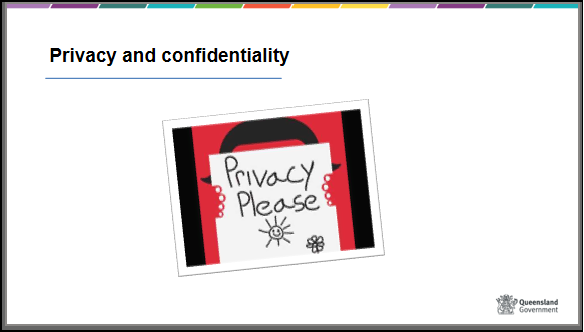 Privacy and confidentiality
Privacy
Please
Queensland
Government